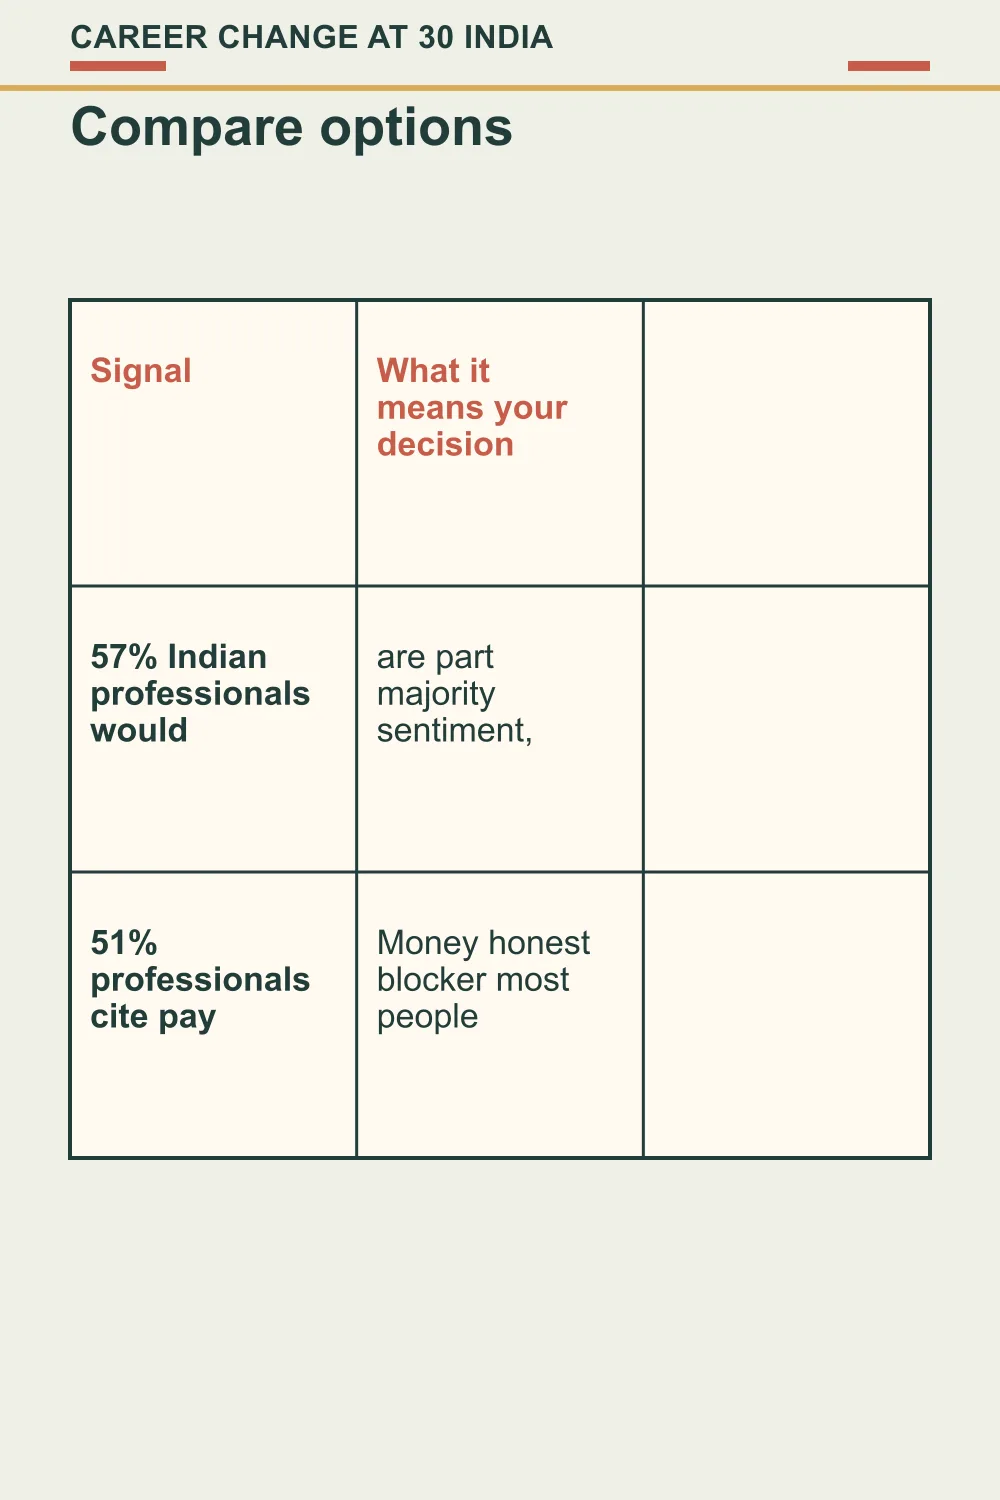 CAREER CHANGE AT 30 INDIA
Compare options
Signal
What it
means your
decision
57% Indian
professionals
would
are part
majority
sentiment,
51%
professionals
cite pay
Money honest
blocker most
people